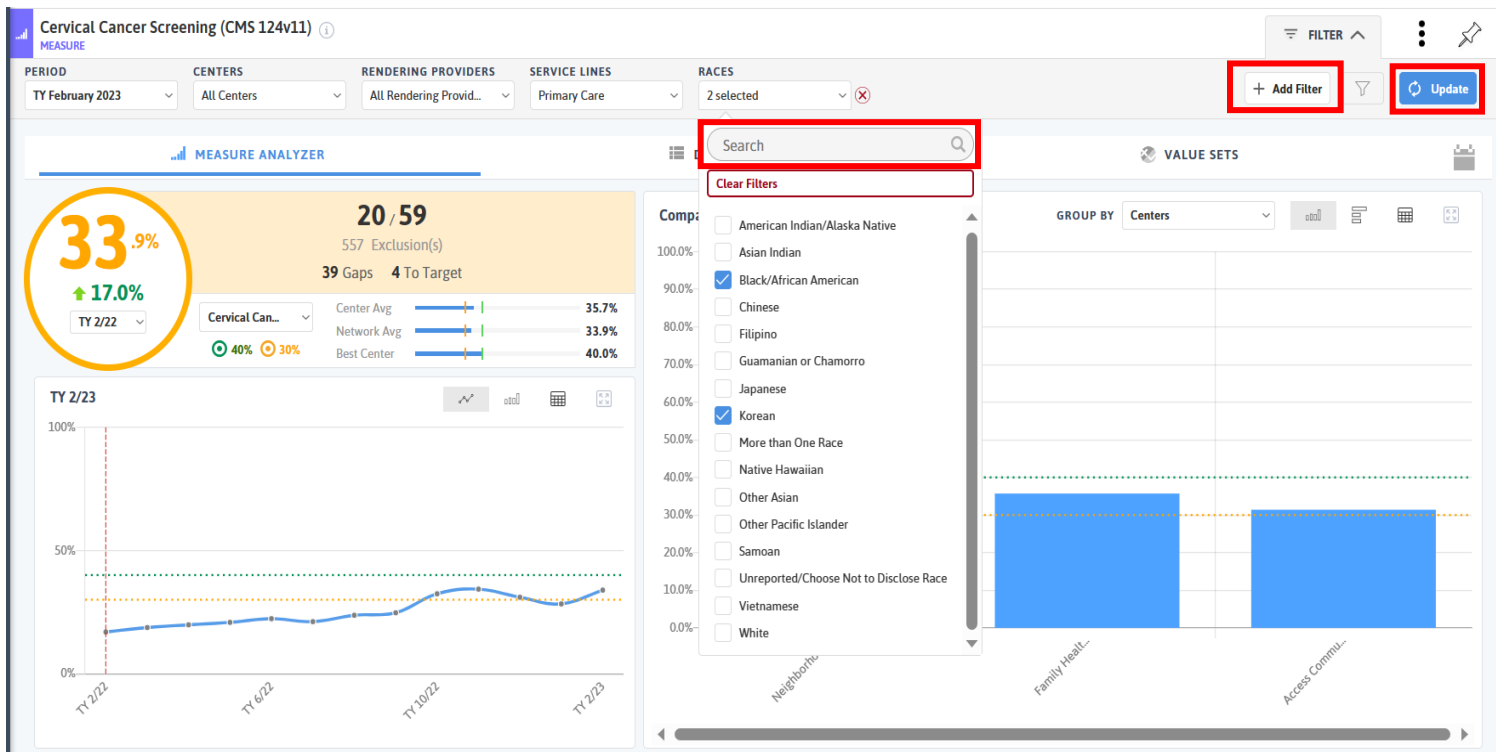 Cervical Cancer Screening (CMS 124v11)
MEASURE
FILTER
PERIOD
TY February 2023
CENTERS
All Centers
RENDERING PROVIDERS
All Rendering Provid...
SERVICE LINES
Primary Care
RACES
2 selected
+ Add Filter
Update
Search
Clear Filters
American Indian/Alaska Native
Asian Indian
Black/African American
Chinese
Filipino
Guamanian or Chamorro
Japanese
Korean
More than One Race
Native Hawaiian
Other Asian
Other Pacific Islander
Samoan
Unreported/Choose Not to Disclose Race
Vietnamese
White
MEASURE ANALYZER
VALUE SETS
33.9%
17.0%
TY 2/22
20 / 59
557 Exclusion(s)
39 Gaps 4 To Target
Cervical Can...
40% 30%
Center Avg 35.7%
Network Avg 33.9%
Best Center 40.0%
TY 2/23
100%
50%
0%
TY 2/22
TY 6/22
TY 10/22
TY 2/23
Compa
GROUP BY Centers
100.0%
90.0%
80.0%
70.0%
60.0%
50.0%
40.0%
30.0%
20.0%
10.0%
0.0%
Neighborho
Family Healt...
Access Commu...